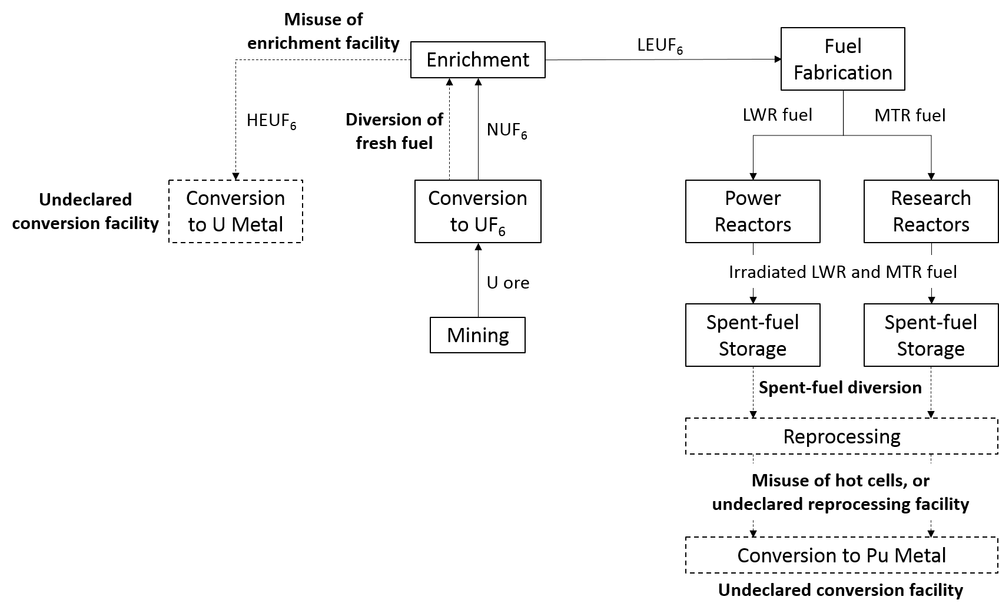 Misuse of
enrichment facility
Enrichment
LEUF₆
Fuel
Fabrication
HEUF₆
Diversion of
fresh fuel
NUF₆
LWR fuel
MTR fuel
Undeclared
conversion facility
Conversion
to U Metal
Conversion
to UF₆
Power
Reactors
Research
Reactors
U ore
Irradiated LWR and MTR fuel
Mining
Spent-fuel
Storage
Spent-fuel
Storage
Spent-fuel diversion
Reprocessing
Misuse of hot cells, or
undeclared reprocessing facility
Conversion to Pu Metal
Undeclared conversion facility